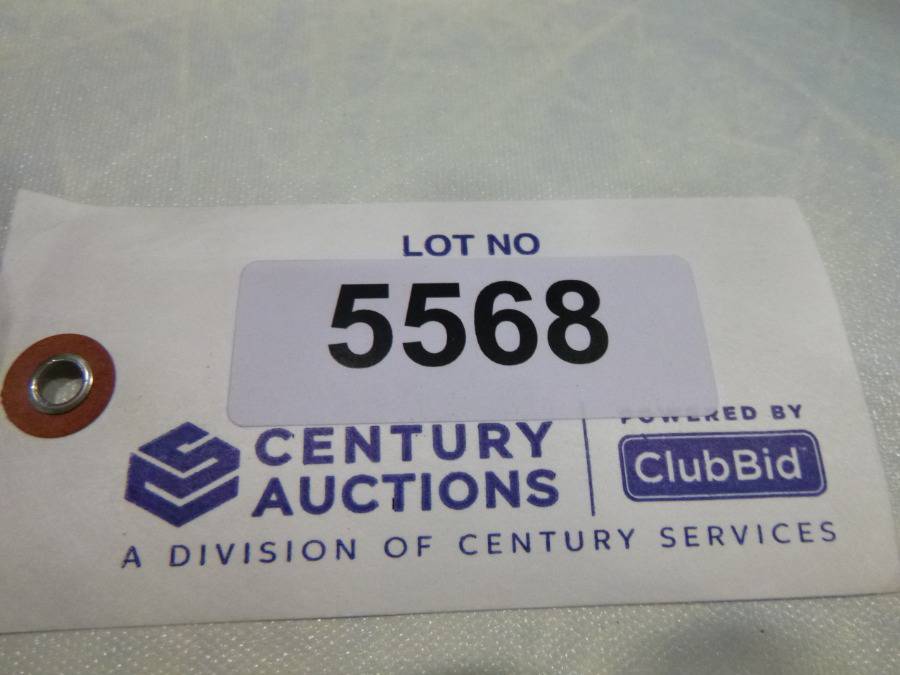 LOT NO
5568
CENTURY
AUCTIONS
POWERED BY
ClubBid
A DIVISION OF CENTURY SERVICES